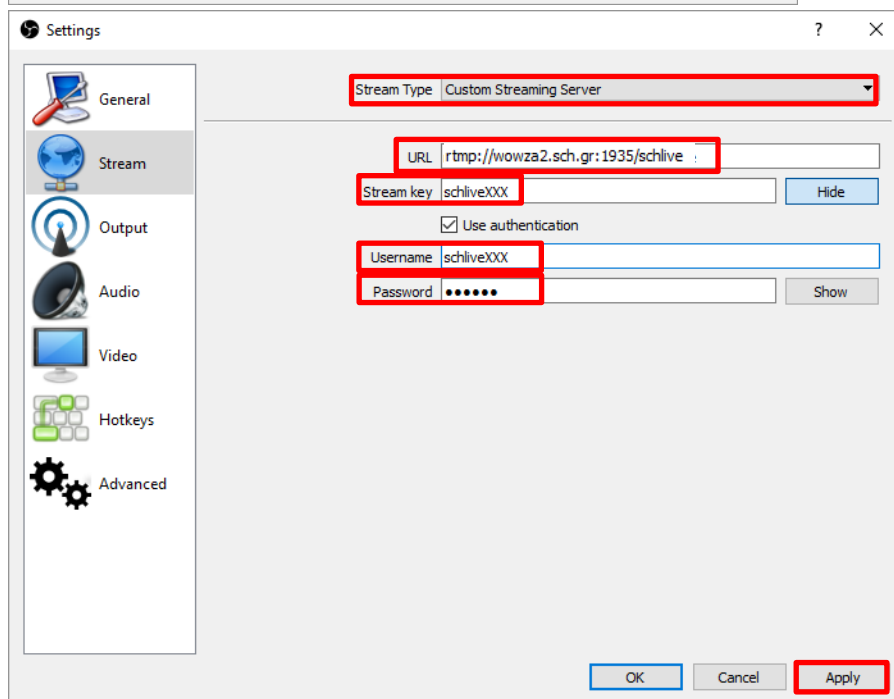 Settings
?
General
Stream
Output
Audio
Video
Hotkeys
Advanced
Stream Type Custom Streaming Server
URL rtmp://wowza2.sch.gr:1935/schlive
Stream key schliveXXX Hide
Use authentication
Username schliveXXX
Password •••••• Show
OK Cancel Apply